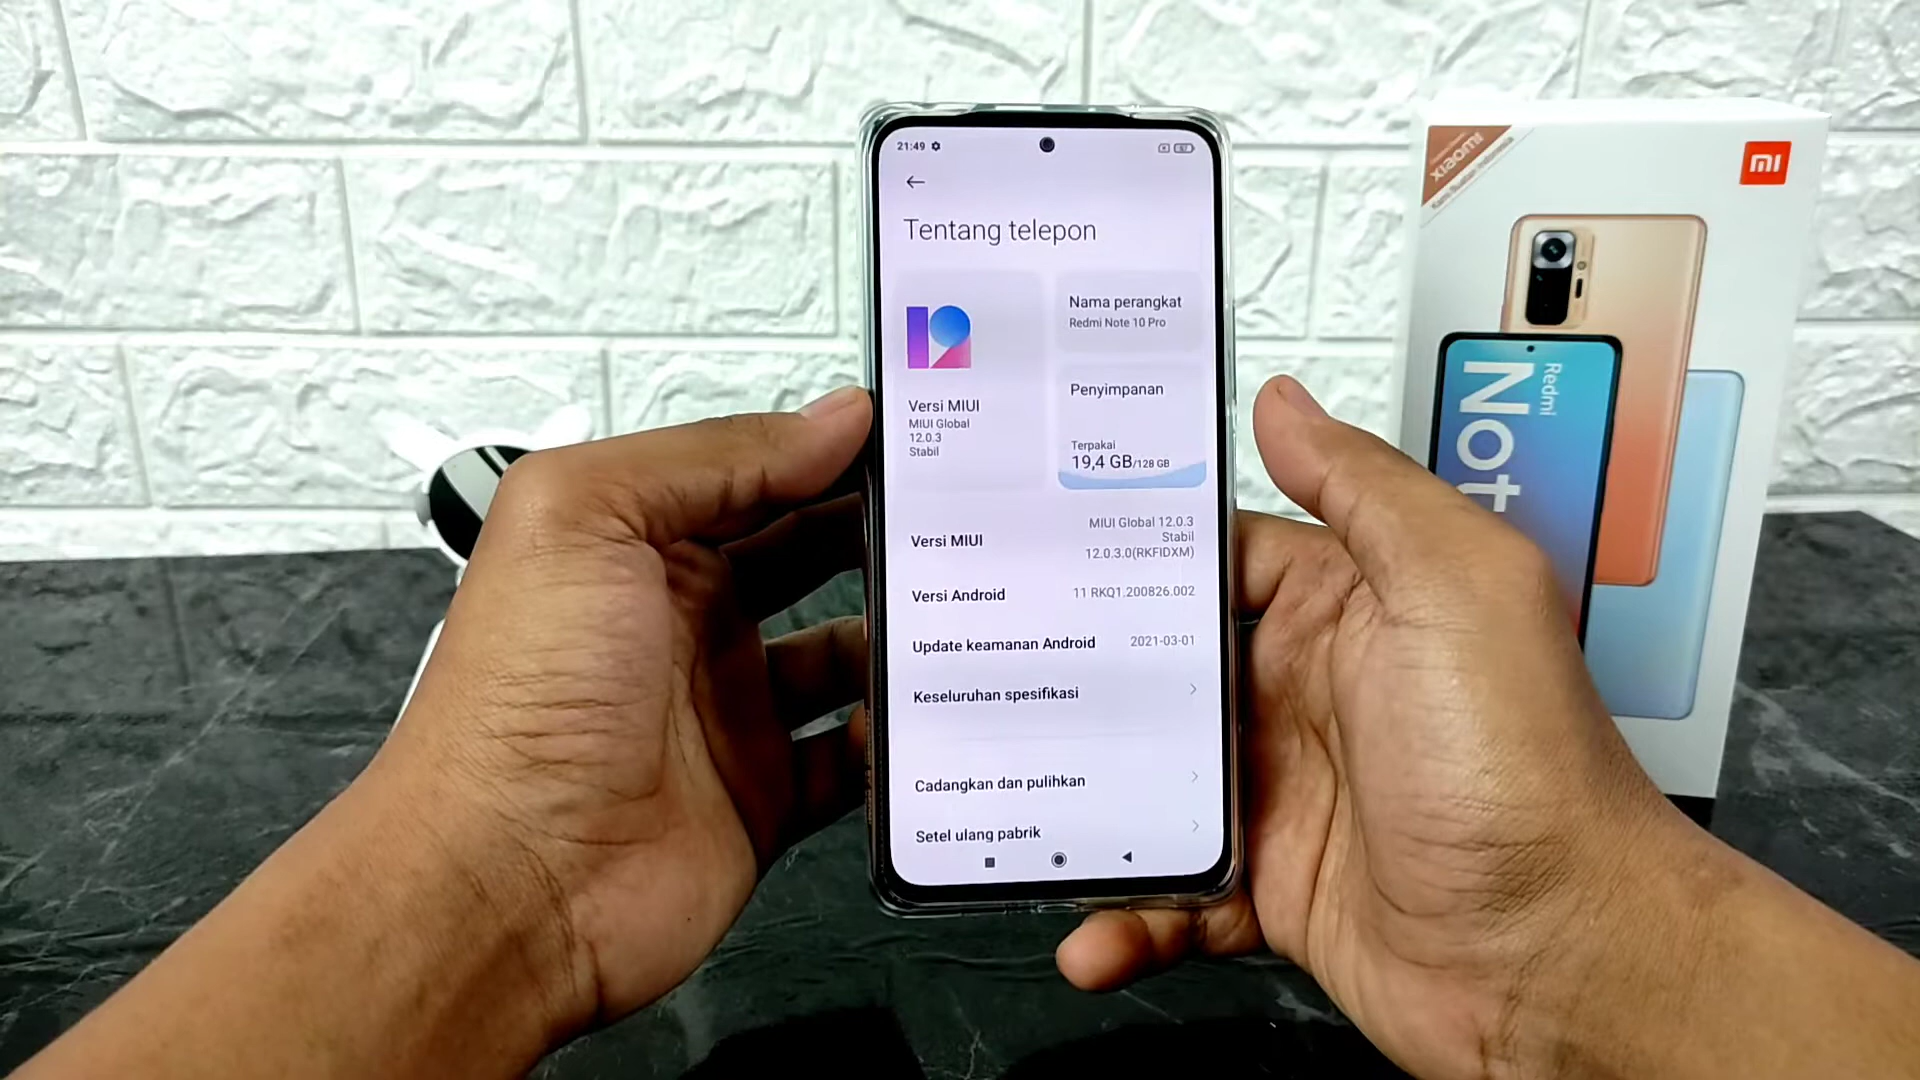 21:49
Tentang telepon
Versi MIUI
MIUI Global
12.0.3
Stabil
Nama perangkat
Redmi Note 10 Pro
Penyimpanan
Terpakai
19,4 GB/128 GB
Versi MIUI
MIUI Global 12.0.3
Stabil
12.0.3.0(RKFIDXM)
Versi Android
11 RKQ1.200826.002
Update keamanan Android
2021-03-01
Keseluruhan spesifikasi
Cadangkan dan pulihkan
Setel ulang pabrik
xiaomi
mi
Redmi
Not